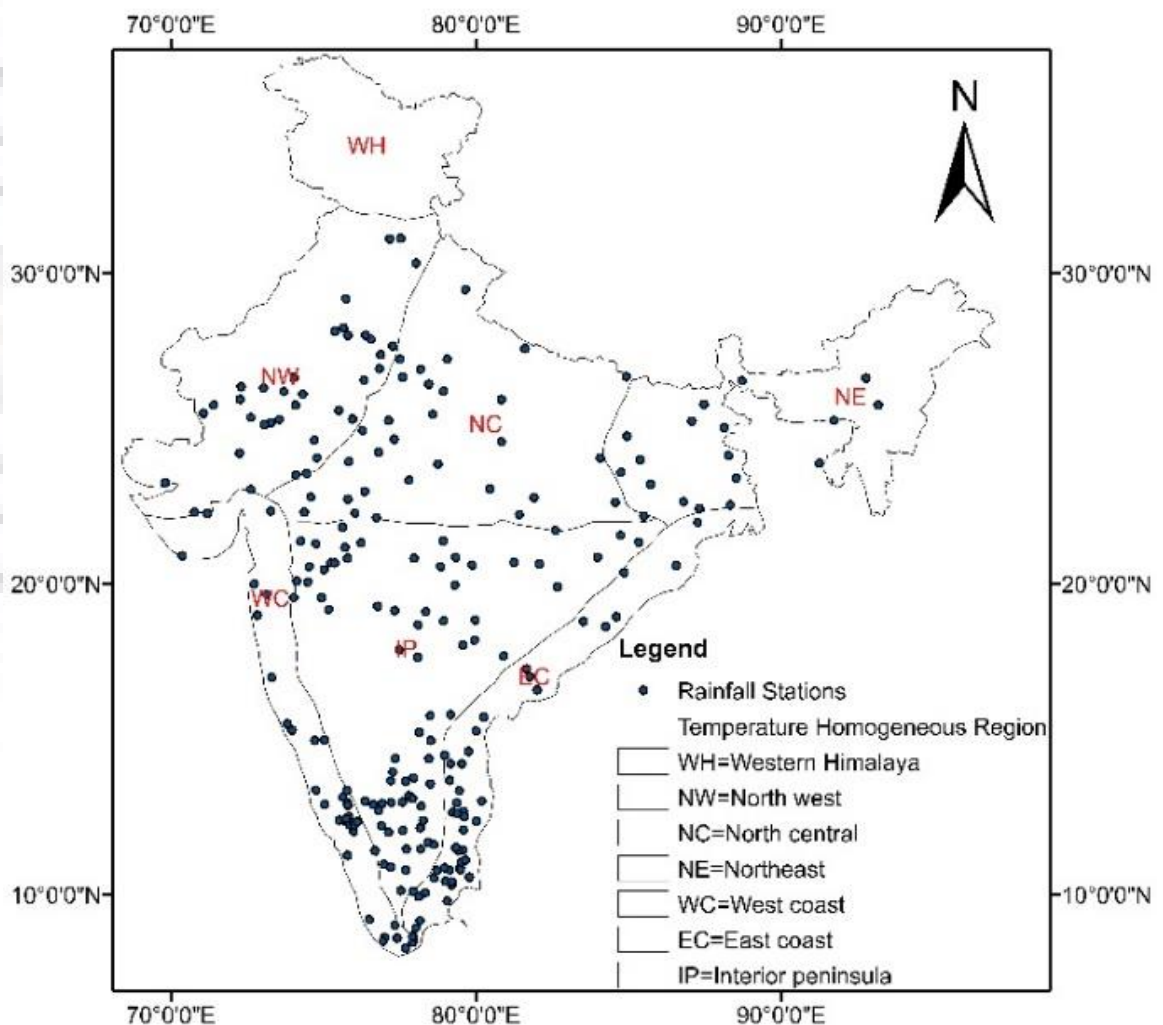 70°0'0"E 80°0'0"E 90°0'0"E
N
WH
30°0'0"N 30°0'0"N
NW
NE
NC
20°0'0"N 20°0'0"N
WC
IP
Legend
EC
Rainfall Stations
Temperature Homogeneous Region
WH=Western Himalaya
NW=North west
NC=North central
NE=Northeast
10°0'0"N 10°0'0"N
WC=West coast
EC=East coast
IP=Interior peninsula
70°0'0"E 80°0'0"E 90°0'0"E